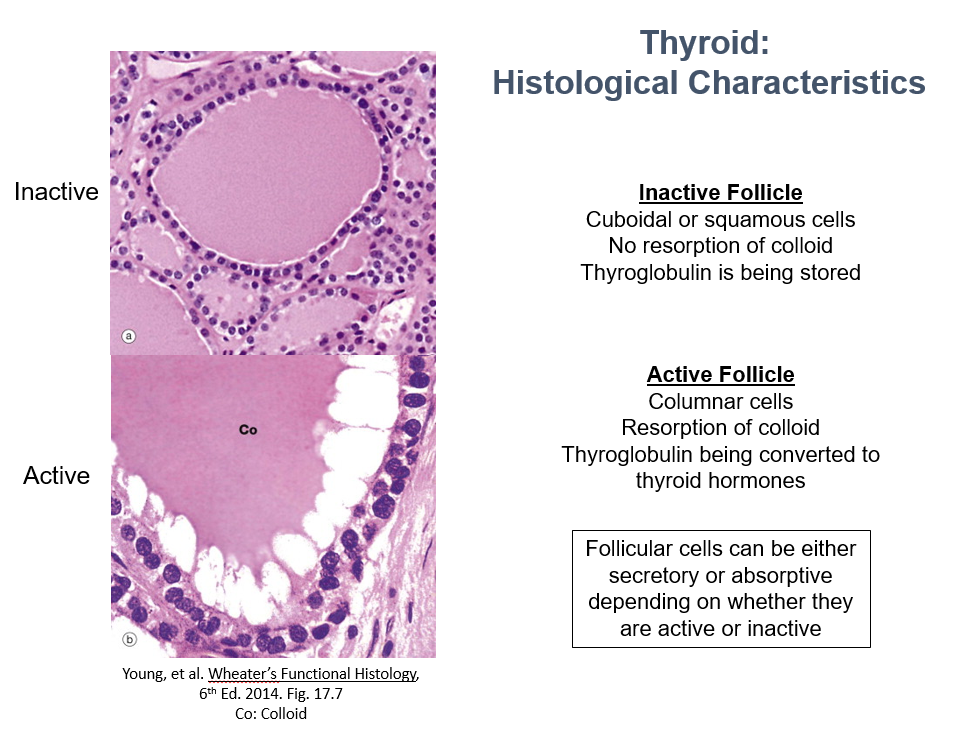 Thyroid:
Histological Characteristics
Inactive
Inactive Follicle
Cuboidal or squamous cells
No resorption of colloid
Thyroglobulin is being stored
a
Co
Active
Active Follicle
Columnar cells
Resorption of colloid
Thyroglobulin being converted to
thyroid hormones
Follicular cells can be either
secretory or absorptive
depending on whether they
are active or inactive
b
Young, et al. Wheater’s Functional Histology,
6th Ed. 2014. Fig. 17.7
Co: Colloid